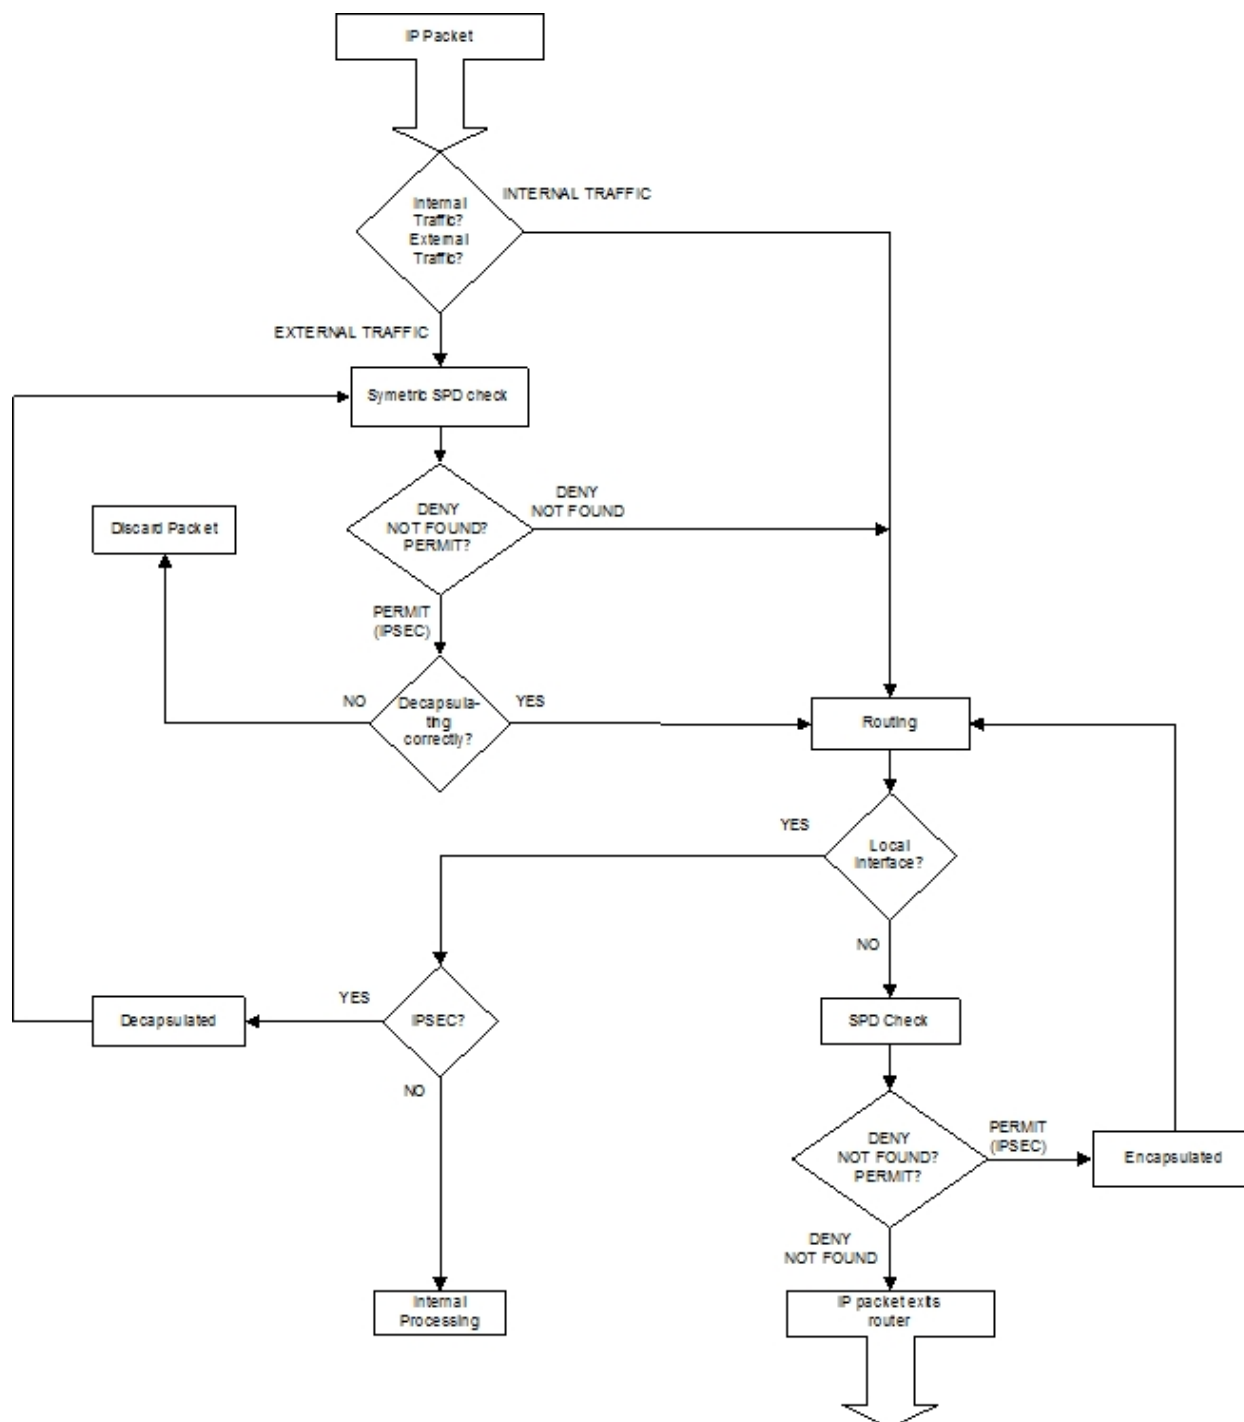 IP Packet
INTERNAL TRAFFIC
Internal
Traffic?
External
Traffic?
EXTERNAL TRAFFIC
Symetric SPD check
DENY
NOT FOUND
DENY
NOT FOUND?
PERMIT?
Discard Packet
PERMIT
(IPSEC)
NO
Decapsula-
ting
correctly?
YES
Routing
YES
Local
Interface?
NO
YES
IPSEC?
Decapsulated
SPD Check
NO
DENY
NOT FOUND?
PERMIT?
PERMIT
(IPSEC)
Encapsulated
DENY
NOT FOUND
Internal
Processing
IP packet exits
router